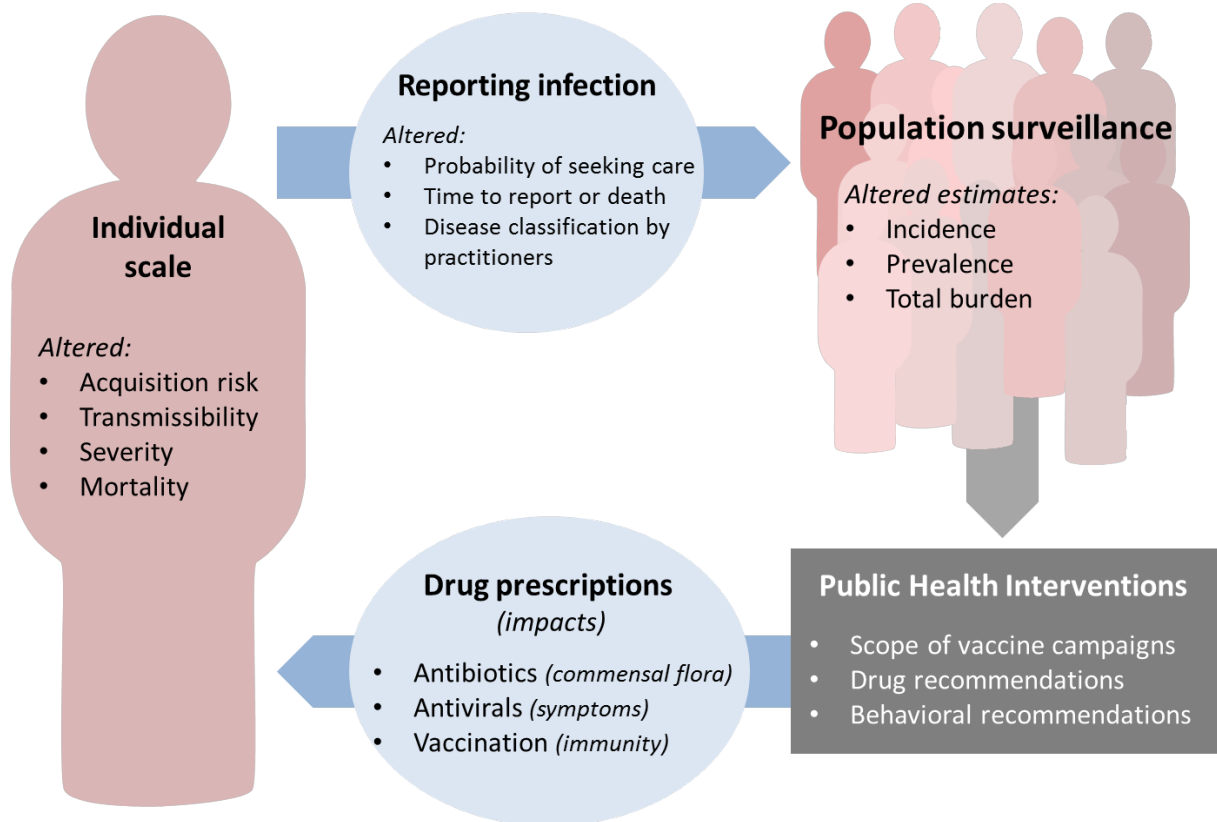 Individual
scale
Altered:
• Acquisition risk
• Transmissibility
• Severity
• Mortality
Reporting infection
Altered:
• Probability of seeking care
• Time to report or death
• Disease classification by
practitioners
Population surveillance
Altered estimates:
• Incidence
• Prevalence
• Total burden
Public Health Interventions
• Scope of vaccine campaigns
• Drug recommendations
• Behavioral recommendations
Drug prescriptions
(impacts)
• Antibiotics (commensal flora)
• Antivirals (symptoms)
• Vaccination (immunity)